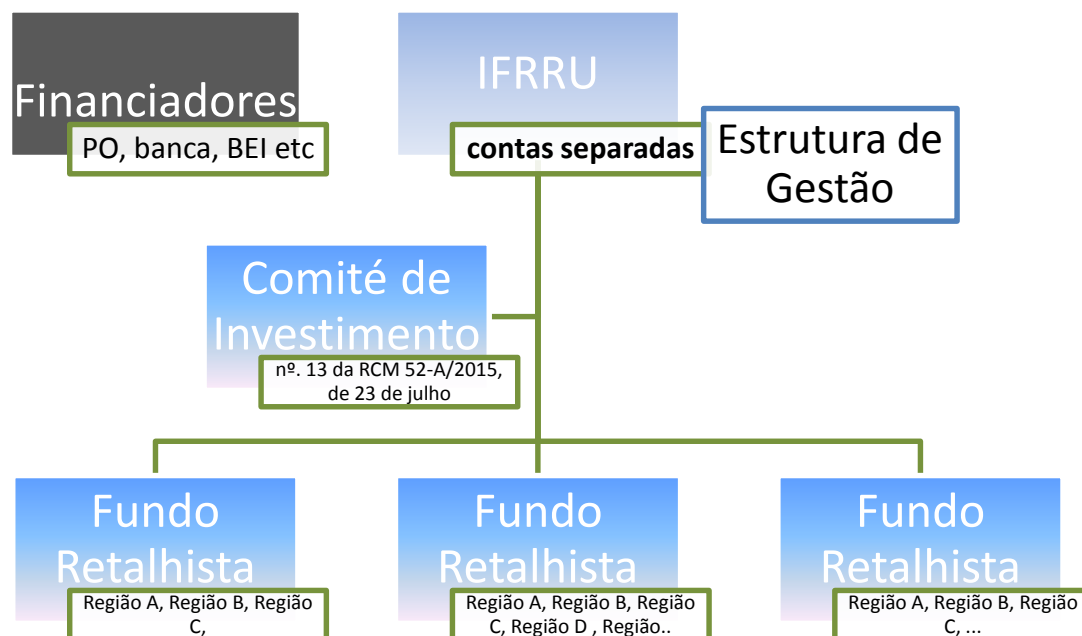 Financiadores
PO, banca, BEI etc
IFRRU
contas separadas
Estrutura de
Gestão
Comité de
Investimento
nº. 13 da RCM 52-A/2015,
de 23 de julho
Fundo
Retalhista
Região A, Região B, Região
C,
Fundo
Retalhista
Região A, Região B, Região
C, Região D , Região..
Fundo
Retalhista
Região A, Região B, Região
C, ...